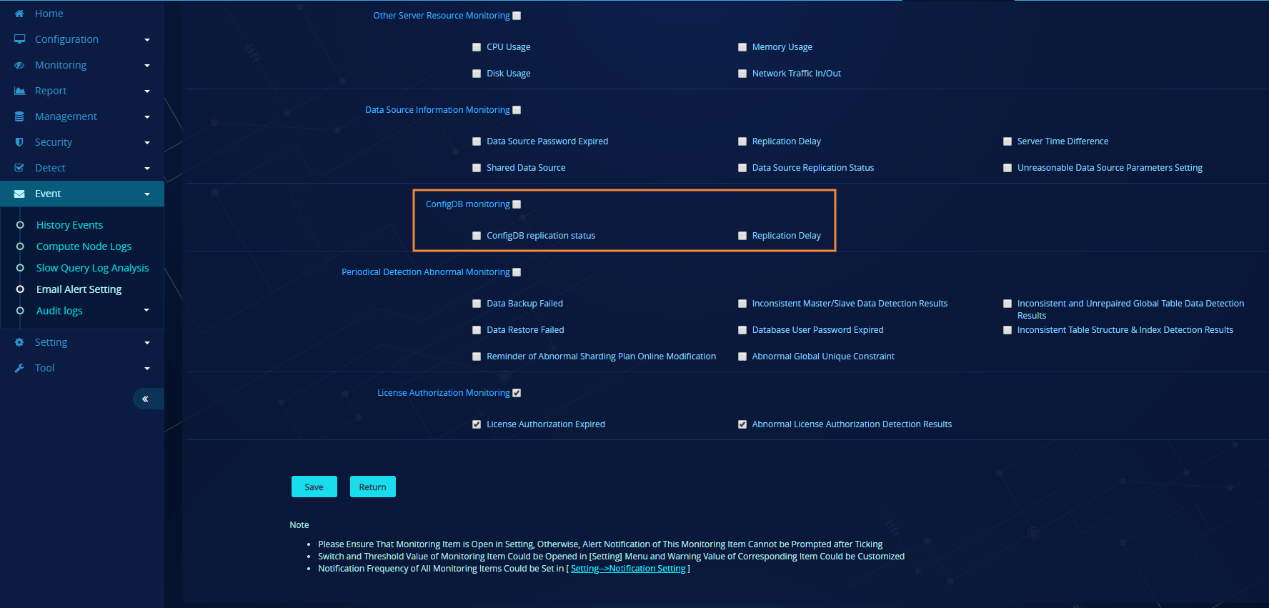 Home
Configuration
Monitoring
Report
Management
Security
Detect
Event
History Events
Compute Node Logs
Slow Query Log Analysis
Email Alert Setting
Audit logs
Setting
Tool
«
Other Server Resource Monitoring
CPU Usage
Memory Usage
Disk Usage
Network Traffic In/Out
Data Source Information Monitoring
Data Source Password Expired
Replication Delay
Server Time Difference
Shared Data Source
Data Source Replication Status
Unreasonable Data Source Parameters Setting
ConfigDB monitoring
ConfigDB replication status
Replication Delay
Periodical Detection Abnormal Monitoring
Data Backup Failed
Inconsistent Master/Slave Data Detection Results
Inconsistent and Unrepaired Global Table Data Detection
Results
Data Restore Failed
Database User Password Expired
Inconsistent Table Structure & Index Detection Results
Reminder of Abnormal Sharding Plan Online Modification
Abnormal Global Unique Constraint
License Authorization Monitoring
License Authorization Expired
Abnormal License Authorization Detection Results
Save
Return
Note
• Please Ensure That Monitoring Item is Open in Setting, Otherwise, Alert Notification of This Monitoring Item Cannot be Prompted after Ticking
• Switch and Threshold Value of Monitoring Item Could be Opened in [Setting] Menu and Warning Value of Corresponding Item Could be Customized
• Notification Frequency of All Monitoring Items Could be Set in [ Setting-->Notification Setting ]